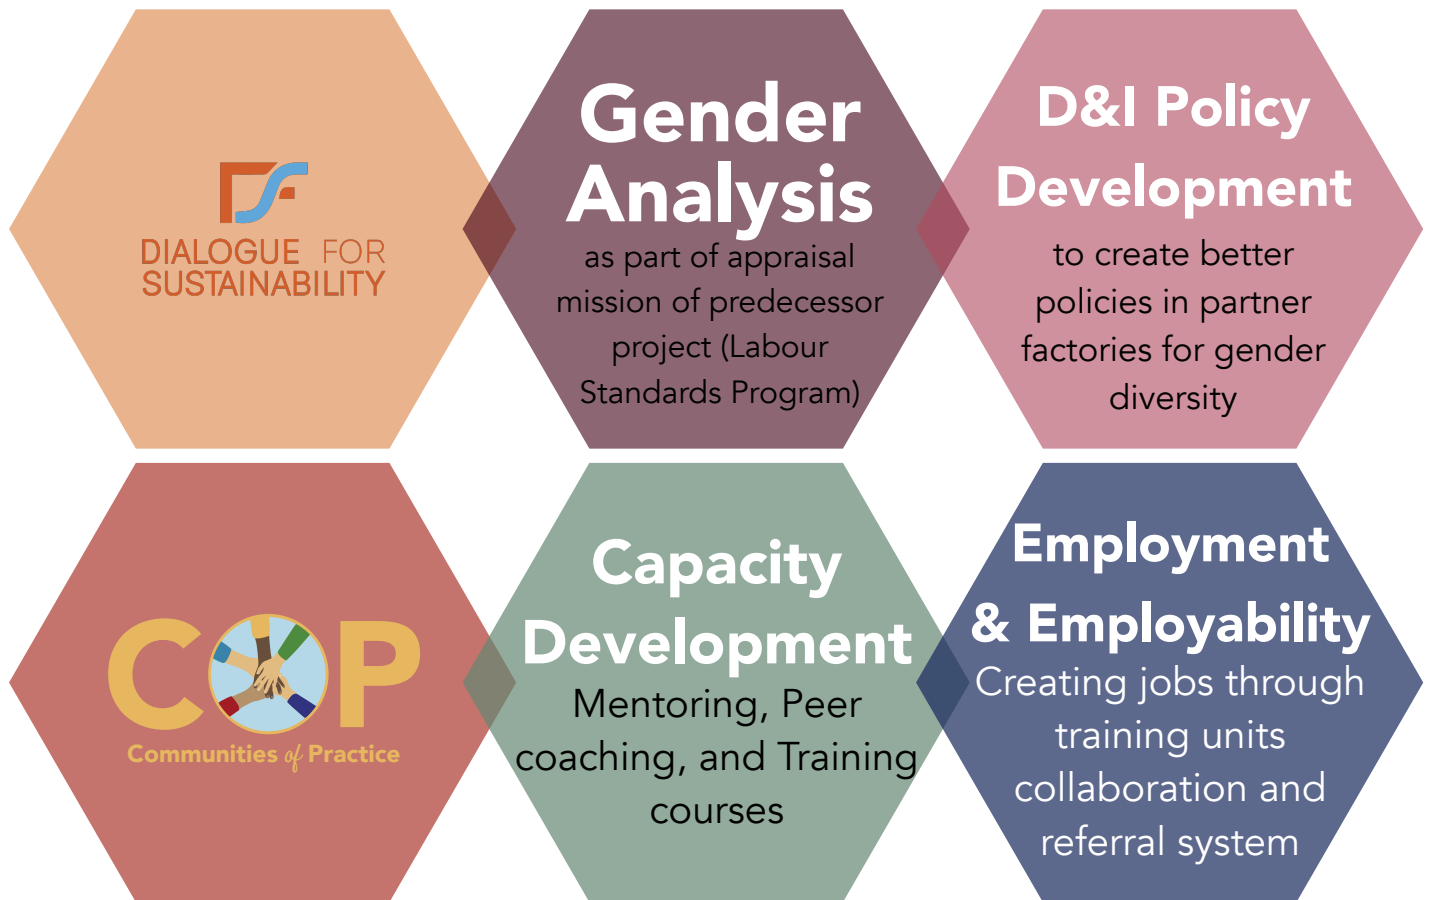 DIALOGUE FOR
SUSTAINABILITY
Gender
Analysis
as part of appraisal
mission of predecessor
project (Labour
Standards Program)
D&I Policy
Development
to create better
policies in partner
factories for gender
diversity
COP
Communities of Practice
Capacity
Development
Mentoring, Peer
coaching, and Training
courses
Employment
& Employability
Creating jobs through
training units
collaboration and
referral system